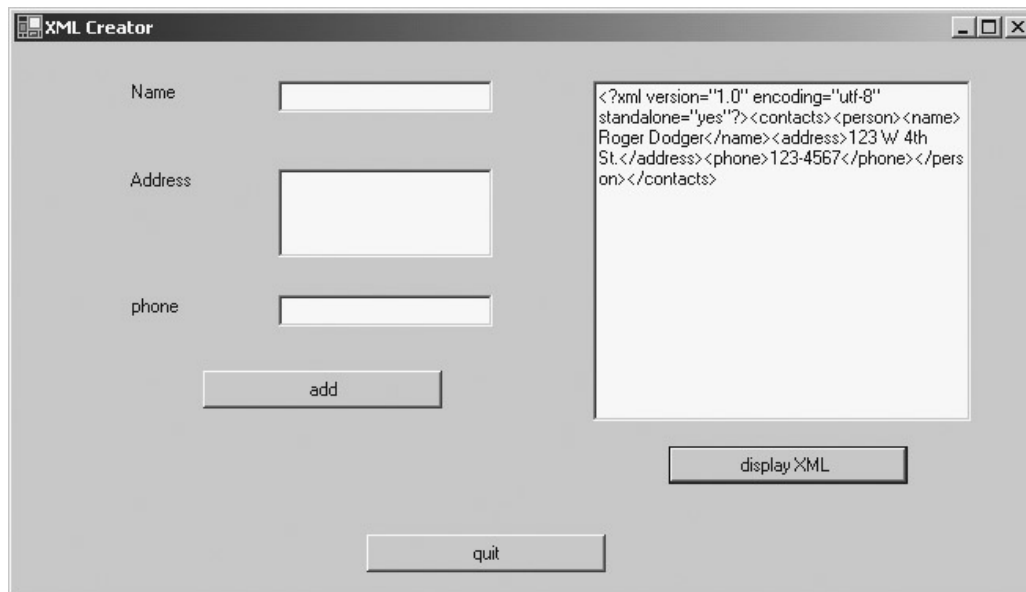 XML Creator
Name
Address
phone
add
<?xml version="1.0" encoding="utf-8"
standalone="yes"?><contacts><person><name>
Roger Dodger</name><address>123 W 4th
St.</address><phone>123-4567</phone></pers
on></contacts>
display XML
quit